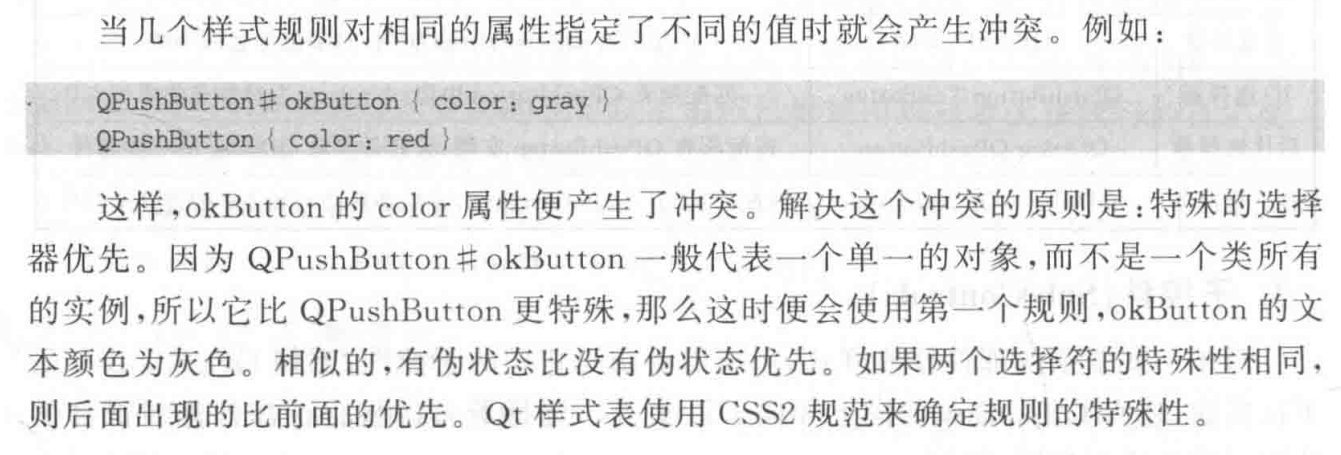 当几个样式规则对相同的属性指定了不同的值时就会产生冲突。例如：
QPushButton#okButton { color: gray }
QPushButton { color: red }
这样,okButton 的 color 属性便产生了冲突。解决这个冲突的原则是:特殊的选择
器优先。因为 QPushButton#okButton 一般代表一个单一的对象,而不是一个类所有
的实例,所以它比 QPushButton 更特殊,那么这时便会使用第一个规则,okButton 的文
本颜色为灰色。相似的,有伪状态比没有伪状态优先。如果两个选择符的特殊性相同,
则后面出现的比前面的优先。Qt 样式表使用 CSS2 规范来确定规则的特殊性。